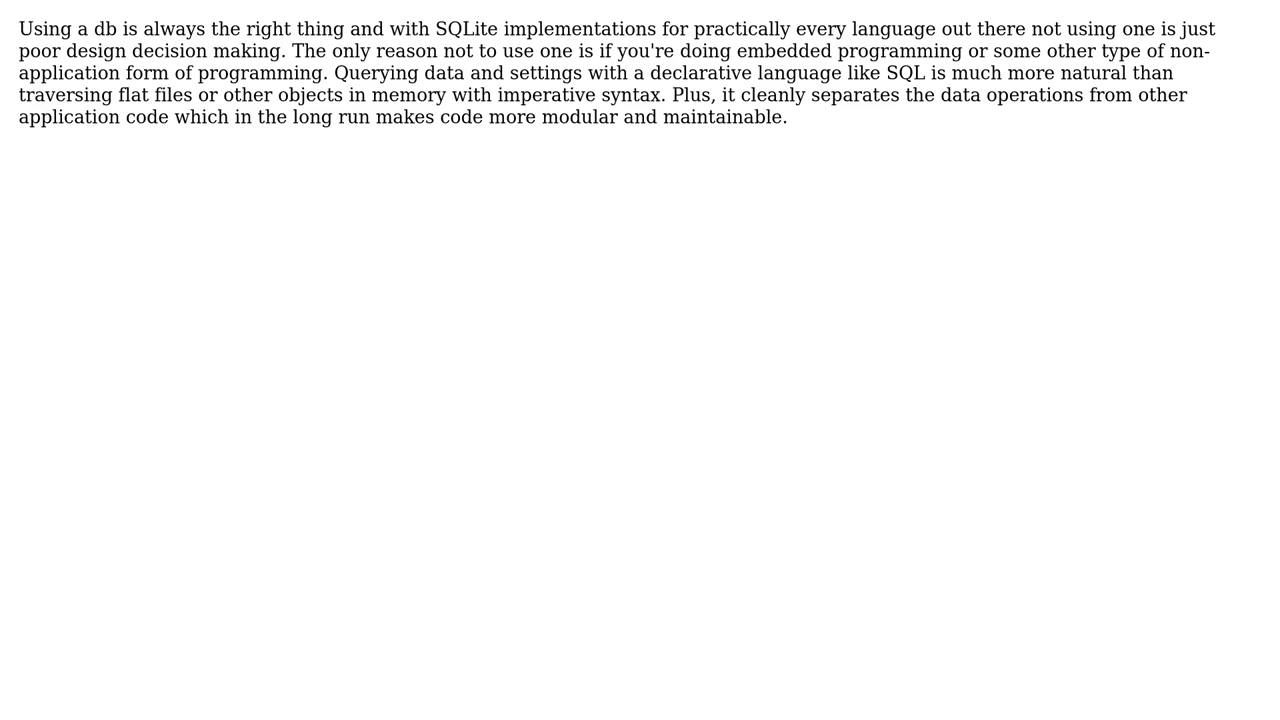 Using a db is always the right thing and with SQLite implementations for practically every language out there not using one is just
poor design decision making. The only reason not to use one is if you're doing embedded programming or some other type of non-
application form of programming. Querying data and settings with a declarative language like SQL is much more natural than
traversing flat files or other objects in memory with imperative syntax. Plus, it cleanly separates the data operations from other
application code which in the long run makes code more modular and maintainable.